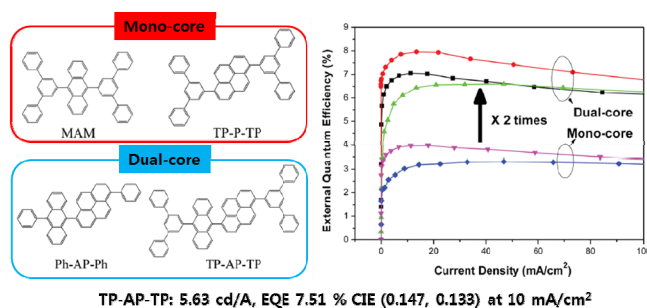 Mono-core
MAM
TP-P-TP
Dual-core
Ph-AP-Ph
TP-AP-TP
External Quantum Efficiency (%)
9
8
7
6
5
4
3
2
1
0
0
20
40
60
80
100
Current Density (mA/cm²)
Dual-core
X 2 times
Mono-core
TP-AP-TP: 5.63 cd/A, EQE 7.51 % CIE (0.147, 0.133) at 10 mA/cm²